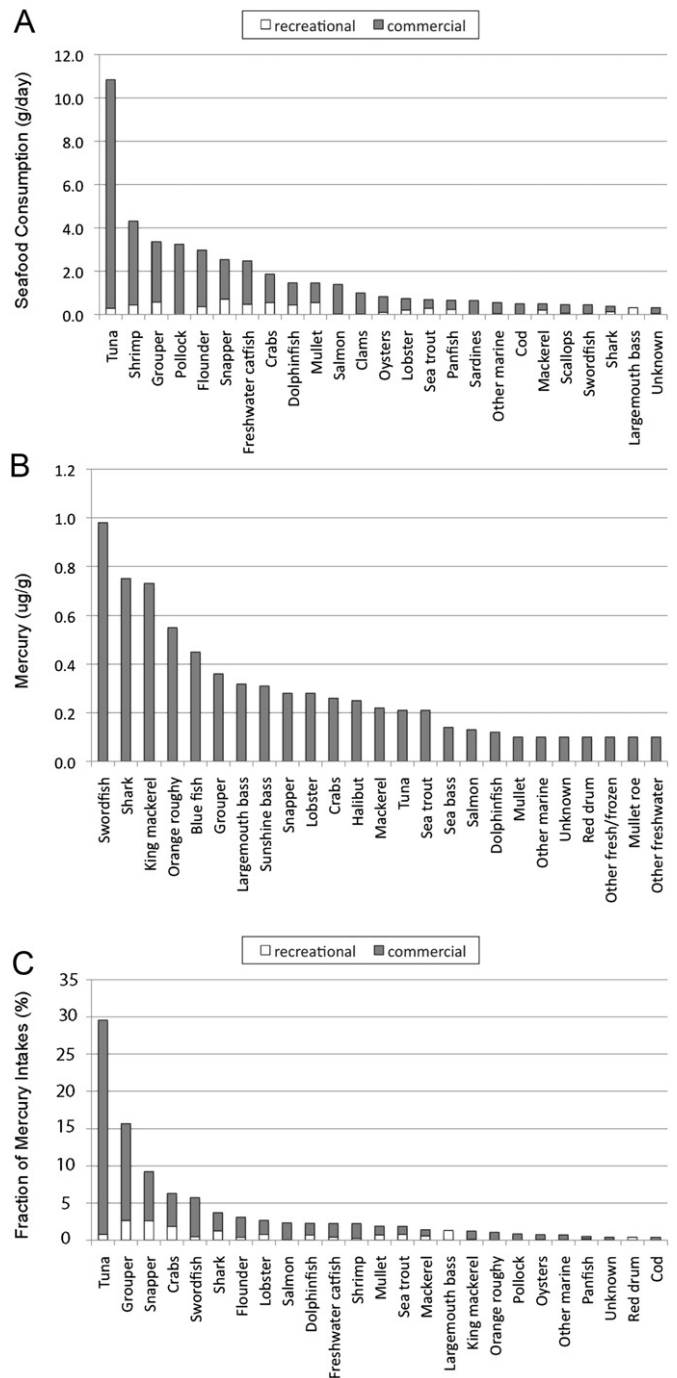 A
recreational commercial
Seafood Consumption (g/day)
12.0
10.0
8.0
6.0
4.0
2.0
0.0
Tuna
Shrimp
Grouper
Pollock
Flounder
Snapper
Freshwater catfish
Crabs
Dolphinfish
Mullet
Salmon
Clams
Oysters
Lobster
Sea trout
Panfish
Sardines
Other marine
Cod
Mackerel
Scallops
Swordfish
Shark
Largemouth bass
Unknown
B
Mercury (ug/g)
1.2
1.0
0.8
0.6
0.4
0.2
0.0
Swordfish
Shark
King mackerel
Orange roughy
Blue fish
Grouper
Largemouth bass
Sunshine bass
Snapper
Lobster
Crabs
Halibut
Mackerel
Tuna
Sea trout
Sea bass
Salmon
Dolphinfish
Mullet
Other marine
Unknown
Red drum
Other fresh/frozen
Mullet roe
Other freshwater
C
recreational commercial
Fraction of Mercury Intakes (%)
35
30
25
20
15
10
5
0
Tuna
Grouper
Snapper
Crabs
Swordfish
Shark
Flounder
Lobster
Salmon
Dolphinfish
Freshwater catfish
Shrimp
Mullet
Sea trout
Mackerel
Largemouth bass
King mackerel
Orange roughy
Pollock
Oysters
Other marine
Panfish
Unknown
Red drum
Cod